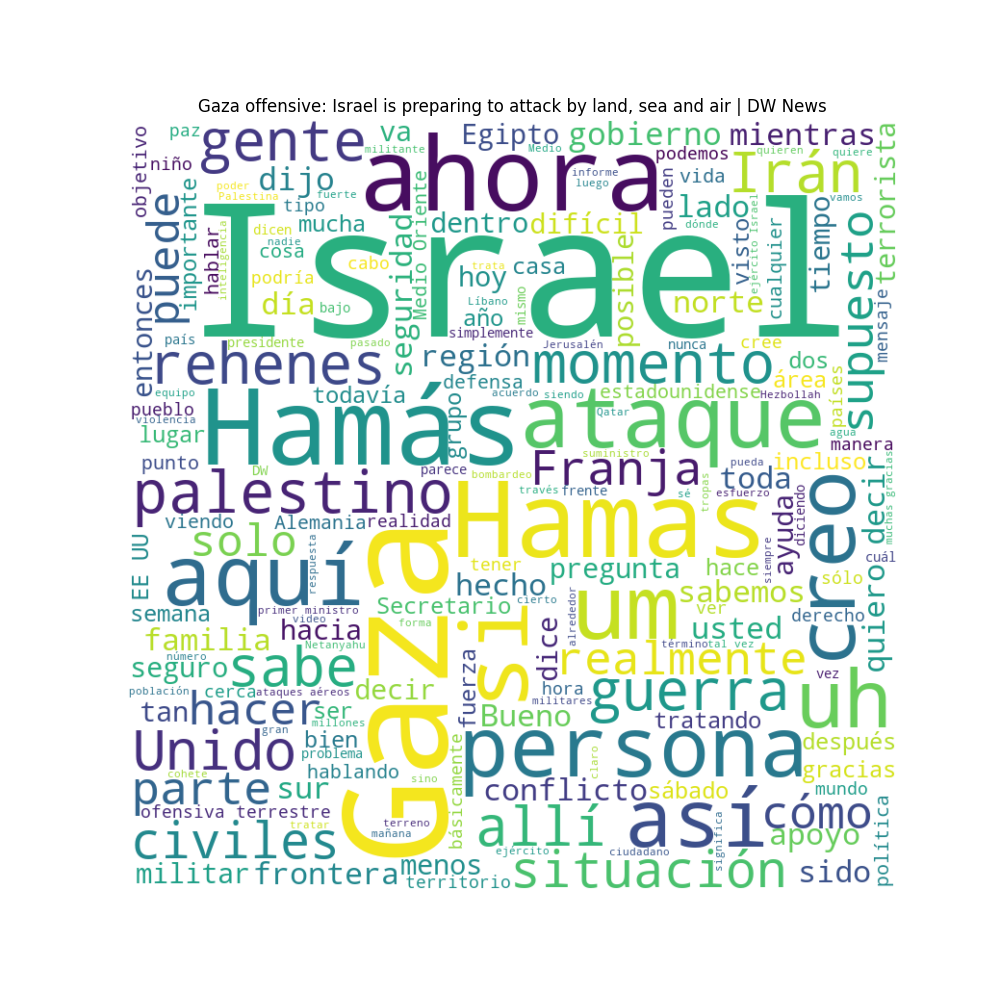 Gaza offensive: Israel is preparing to attack by land, sea and air | DW News
paz
gente
va
militante
Egipto
Medio
gobierno
mientras
quieren
quiere
terrorista
objetivo
niño
ahora
podemos
Irán
dijo
informe
luego
pueden
vida
vamos
poder
Palestina
fuerte
tipo
importante
puede
hablar
inteligencia
dicen
mucha
nadie
cosa
seguridad
Medio Oriente
dentro
difícil
lado
dónde
visto
ejército Israel
cualquier
tiempo
supuesto
Israel
podría
cabo
trata
hoy
casa
posible
norte
día
bajo
Líbano
año
mismo
entonces
país
presidente
pasado
simplemente
Jerusalén
nunca
cree
mensaje
rehenes
región
momento
dos
área
países
equipo
todavía
defensa
acuerdo
siendo
estadounidense
Hezbollah
pueblo
violencia
Hamás
grupo
ataque
Qatar
agua
lugar
manera
suministro
punto
DW
parece
bombardeo
Franja
toda
pueda
incluso
decir
muchas gracias
palestino
través
frente
sé
tropas
esfuerzo
creo
viendo
Alemania
realidad
Hamas
ayuda
diciendo
EE UU
solo
respuesta
cuál
quiero
aquí
Gaza
tener
pregunta
hace
siempre
sólo
hecho
sabemos
semana
primer ministro
video
Secretario
cierto
alrededor
um
ver
derecho
hacia
forma
si
usted
familia
Netanyahu
dice
término
tal vez
número
seguro
sabe
fuerza
realmente
vez
población
cerca
ataques aéreos
decir
hora
militares
guerra
uh
tan
hacer
ser
millones
Bueno
tratando
gran
Unido
bien
problema
persona
después
cohete
hablando
sino
claro
gracias
parte
sur
básicamente
conflicto
sábado
mundo
ofensiva terrestre
tratar
terreno
mañana
allí
así
cómo
política
civiles
apoyo
significa
ejército
ciudadano
militar
frontera
menos
territorio
situación
sido